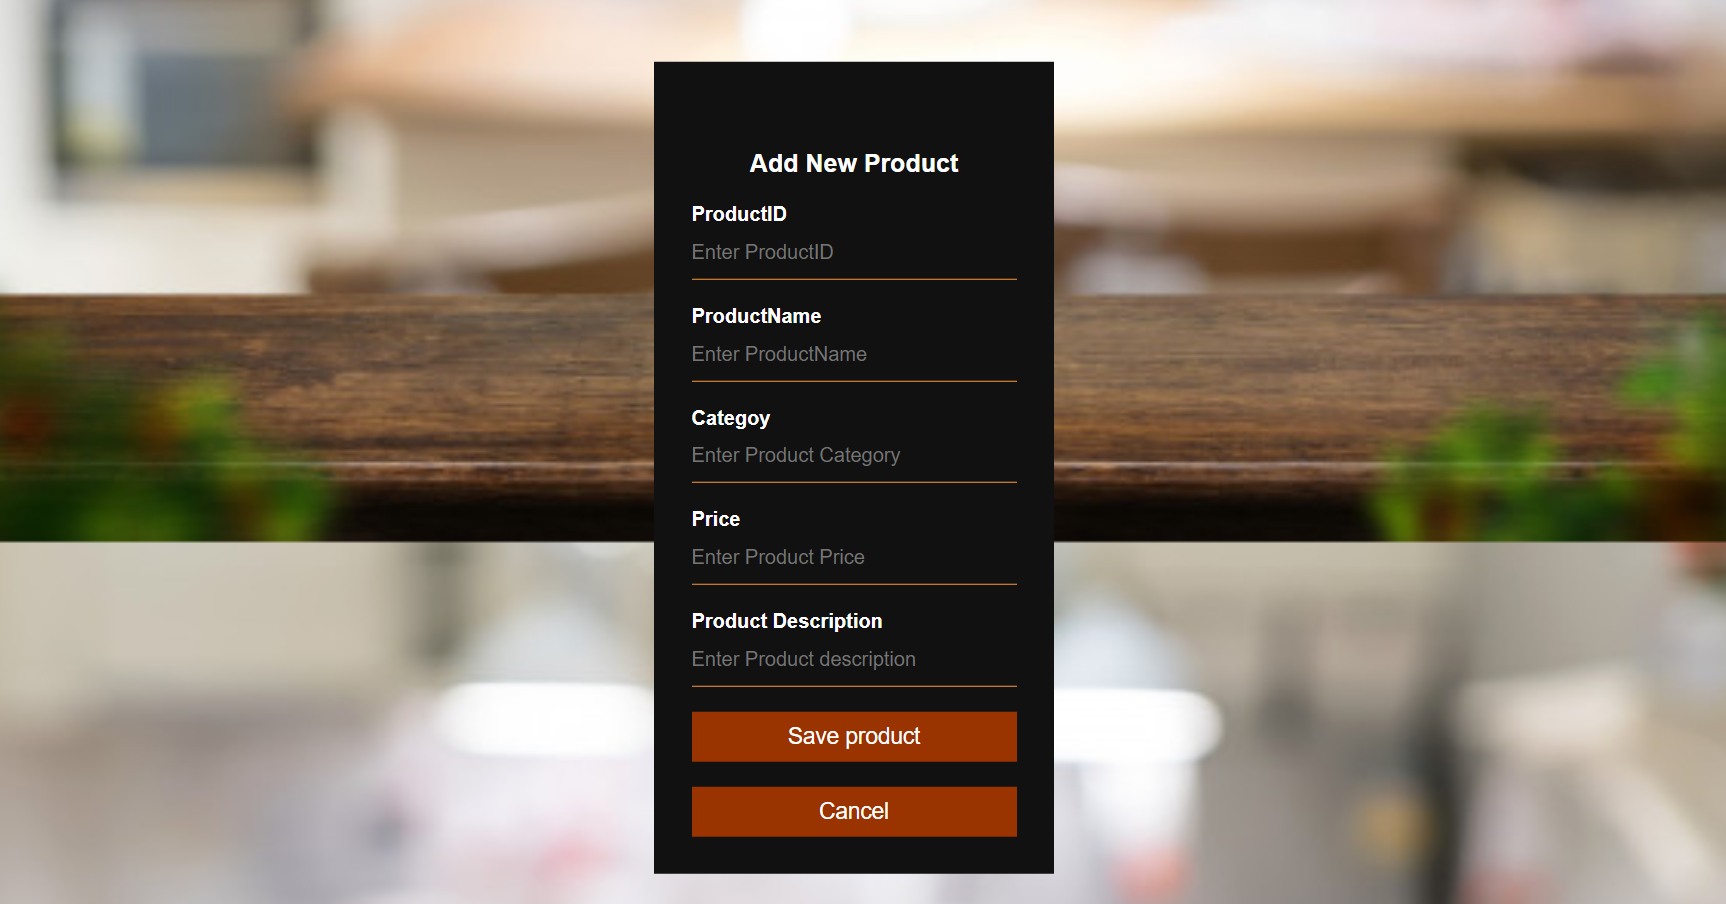 Add New Product
ProductID
Enter ProductID
ProductName
Enter ProductName
Categoy
Enter Product Category
Price
Enter Product Price
Product Description
Enter Product description
Save product
Cancel